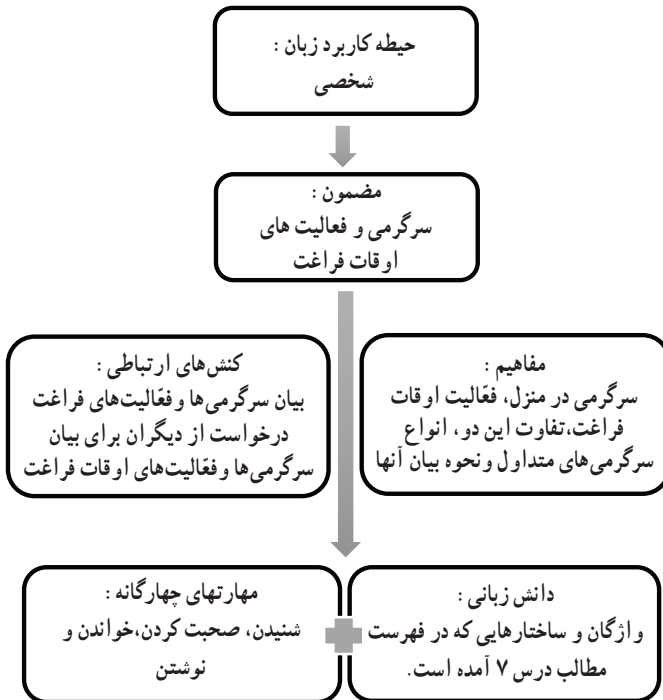 حیطه کاربرد زبان :
شخصی
مضمون :
سرگرمی و فعالیت های
اوقات فراغت
مفاهیم :
سرگرمی در منزل، فعّالیت اوقات
فراغت،تفاوت این دو، انواع
سرگرمی‌های متداول ونحوه بیان آنها
کنش‌های ارتباطی :
بیان سرگرمی‌ها وفعّالیت‌های فراغت
درخواست از دیگران برای بیان
سرگرمی‌ها وفعّالیت‌های اوقات فراغت
دانش زبانی :
واژگان و ساختارهایی که در فهرست
مطالب درس ۷ آمده است.
مهارتهای چهارگانه :
شنیدن، صحبت کردن،خواندن و
نوشتن